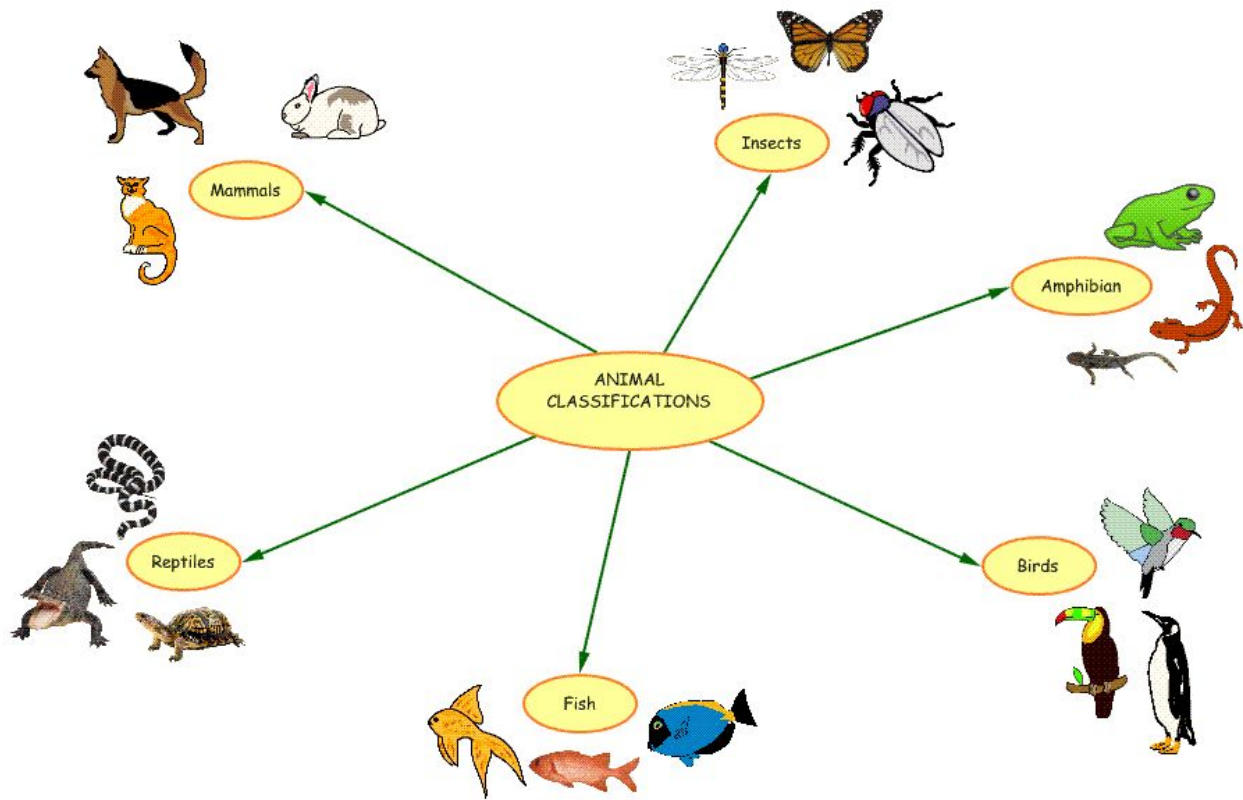 Insects
Mammals
Amphibian
ANIMAL
CLASSIFICATIONS
Reptiles
Birds
Fish